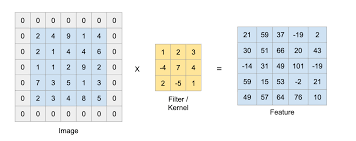 0 0 0 0 0 0 0
0 2 4 9 1 4 0
0 2 1 4 4 6 0
0 1 1 2 9 2 0
0 7 3 5 1 3 0
0 2 3 4 8 5 0
0 0 0 0 0 0 0
Image
X
1 2 3
-4 7 4
2 -5 1
Filter /
Kernel
=
21 59 37 -19 2
30 51 66 20 43
-14 31 49 101 -19
59 15 53 -2 21
49 57 64 76 10
Feature